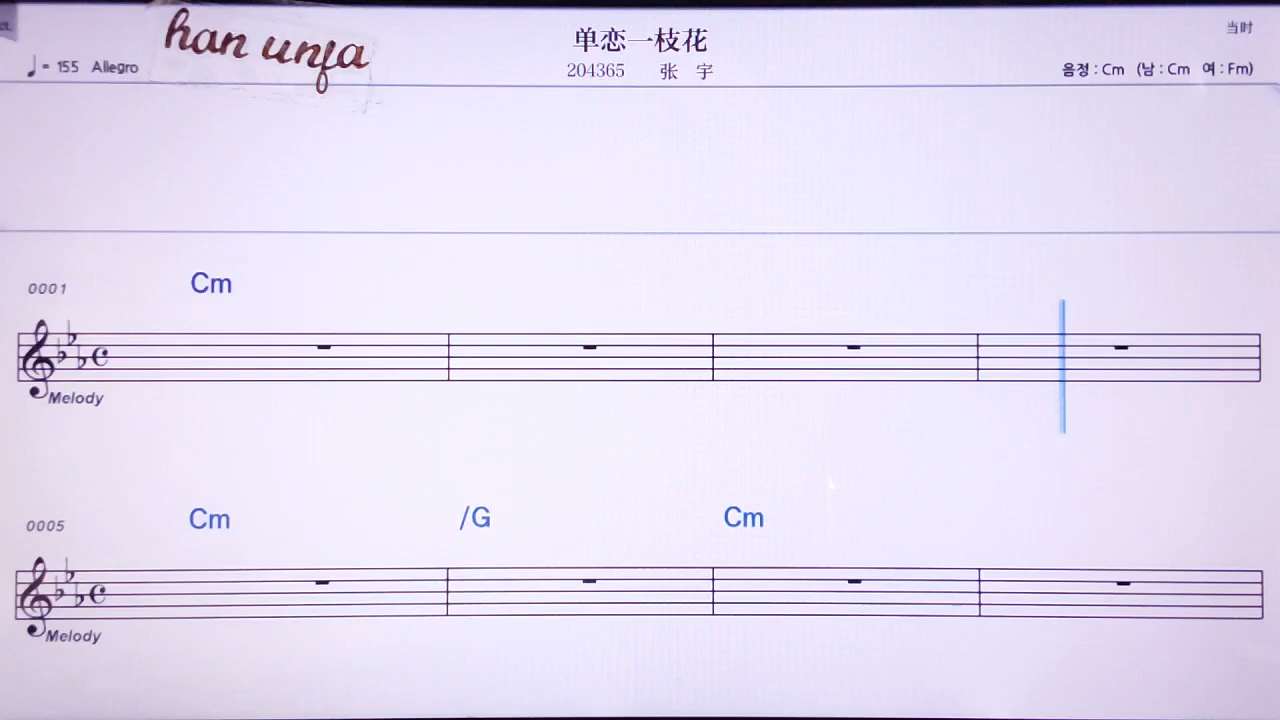 han unfa
♩= 155 Allegro
单恋一枝花
204365 张 宇
当时
음정 : Cm (남 : Cm 여 : Fm)
0001
Cm
Melody
0005
Cm /G Cm
Melody